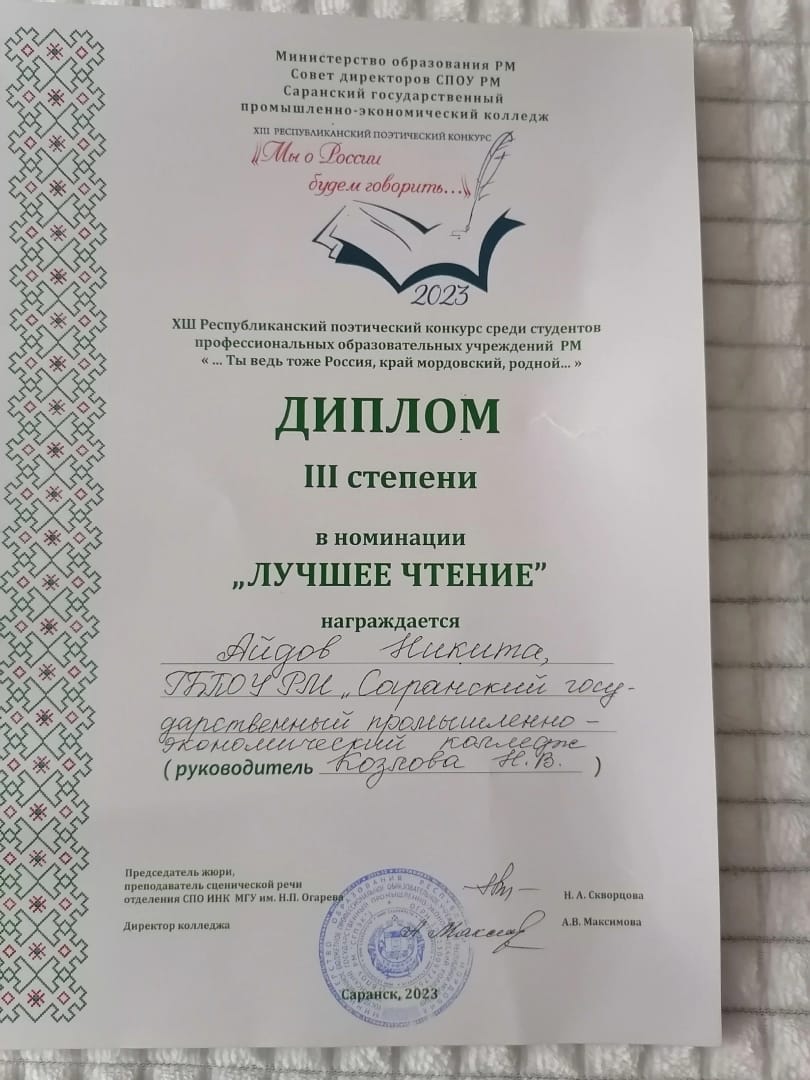 Министерство образования РМ
Совет директоров СПОУ РМ
Саранский государственный
промышленно-экономический колледж
XIII РЕСПУБЛИКАНСКИЙ ПОЭТИЧЕСКИЙ КОНКУРС
"Мы о России
будем говорить..."
2023
XШ Республиканский поэтический конкурс среди студентов
профессиональных образовательных учреждений РМ
« ... Ты ведь тоже Россия, край мордовский, родной... »
ДИПЛОМ
III степени
в номинации
„ЛУЧШЕЕ ЧТЕНИЕ”
награждается
Айдов Никита,
ГБПОУ РМ „Саранский госу-
дарственный промышленно-
экономический колледж
( руководитель Козлова Н.В. )
Председатель жюри,
преподаватель сценической речи
отделения СПО ИНК МГУ им. Н.П. Огарева
Н. А. Скворцова
Директор колледжа
А.В. Максимова
Саранск, 2023